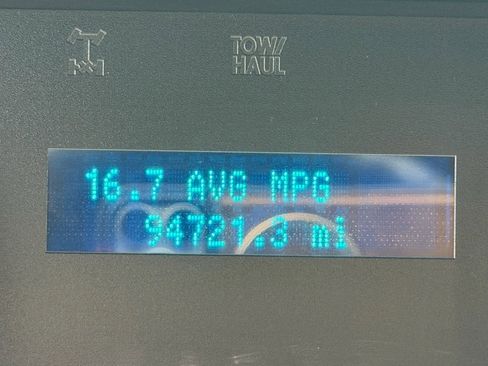 TOW/
HAUL
16.7 AVG MPG
94721.3 mi